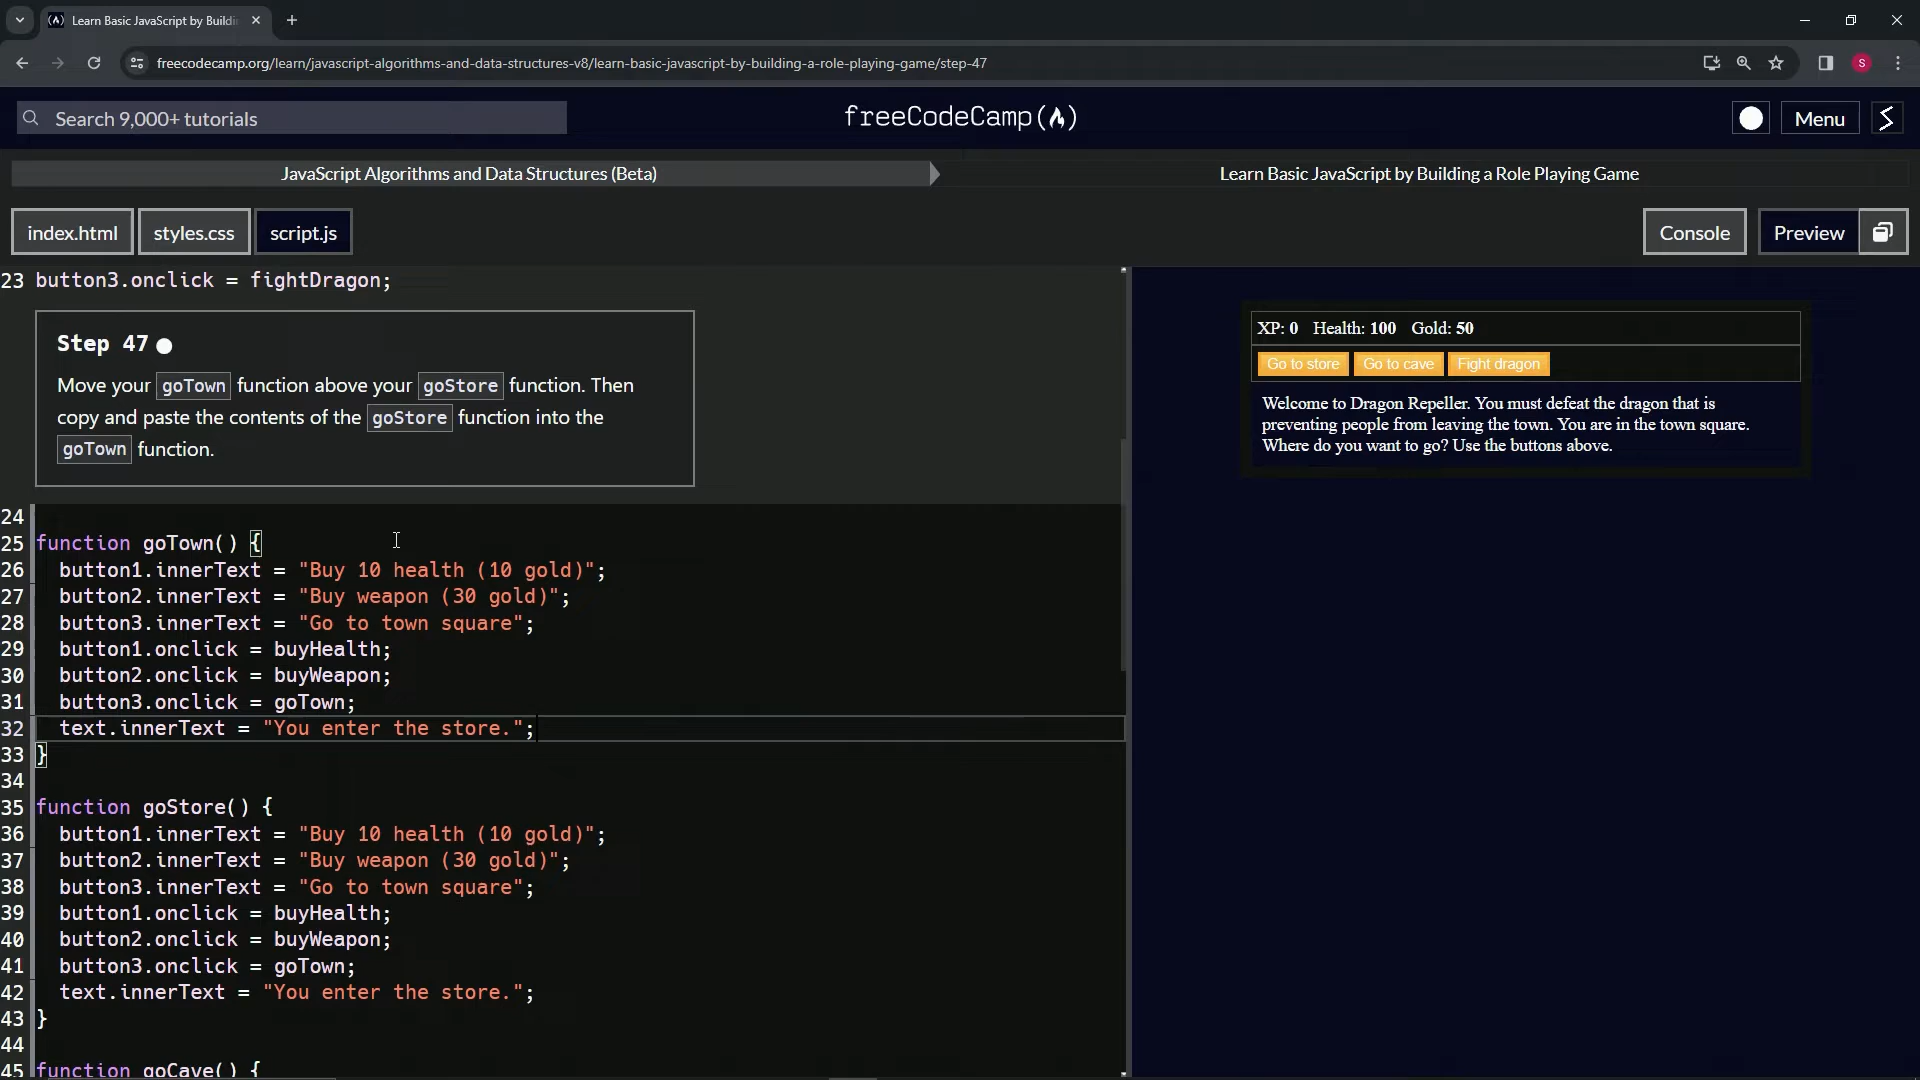 Learn Basic JavaScript by Buildi
freecodecamp.org/learn/javascript-algorithms-and-data-structures-v8/learn-basic-javascript-by-building-a-role-playing-game/step-47
S
Search 9,000+ tutorials
freeCodeCamp(
)
Menu
JavaScript Algorithms and Data Structures (Beta)
Learn Basic JavaScript by Building a Role Playing Game
index.html
styles.css
script.js
Console
Preview
23 button3.onclick = fightDragon;
Step 47
Move your goTown function above your goStore function. Then
copy and paste the contents of the goStore function into the
goTown function.
24
25 function goTown() {
26 button1.innerText = "Buy 10 health (10 gold)";
27 button2.innerText = "Buy weapon (30 gold)";
28 button3.innerText = "Go to town square";
29 button1.onclick = buyHealth;
30 button2.onclick = buyWeapon;
31 button3.onclick = goTown;
32 text.innerText = "You enter the store.";
33 }
34
35 function goStore() {
36 button1.innerText = "Buy 10 health (10 gold)";
37 button2.innerText = "Buy weapon (30 gold)";
38 button3.innerText = "Go to town square";
39 button1.onclick = buyHealth;
40 button2.onclick = buyWeapon;
41 button3.onclick = goTown;
42 text.innerText = "You enter the store.";
43 }
44
45 function goCave() {
XP: 0 Health: 100 Gold: 50
Go to store Go to cave Fight dragon
Welcome to Dragon Repeller. You must defeat the dragon that is
preventing people from leaving the town. You are in the town square.
Where do you want to go? Use the buttons above.